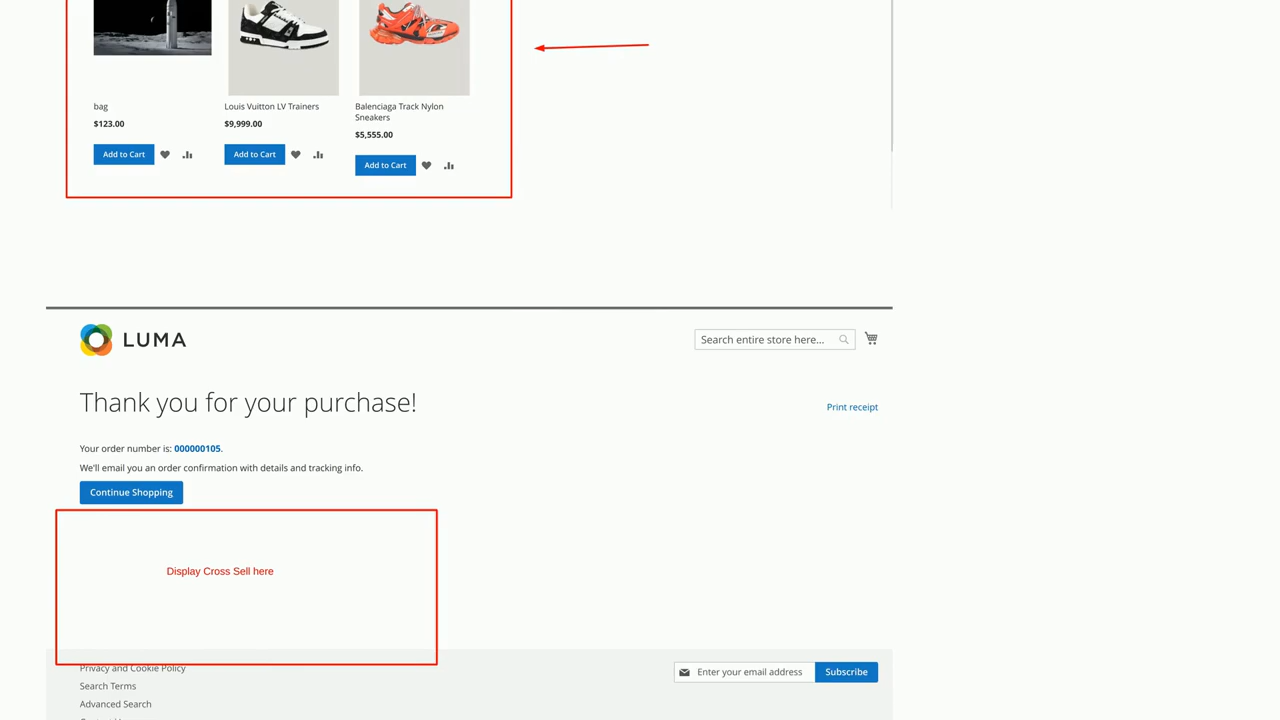 bag
$123.00
Add to Cart
Louis Vuitton LV Trainers
$9,999.00
Add to Cart
Balenciaga Track Nylon
Sneakers
$5,555.00
Add to Cart
LUMA
Search entire store here...
Thank you for your purchase!
Print receipt
Your order number is: 000000105.
We'll email you an order confirmation with details and tracking info.
Continue Shopping
Display Cross Sell here
Privacy and Cookie Policy
Search Terms
Advanced Search
Enter your email address
Subscribe